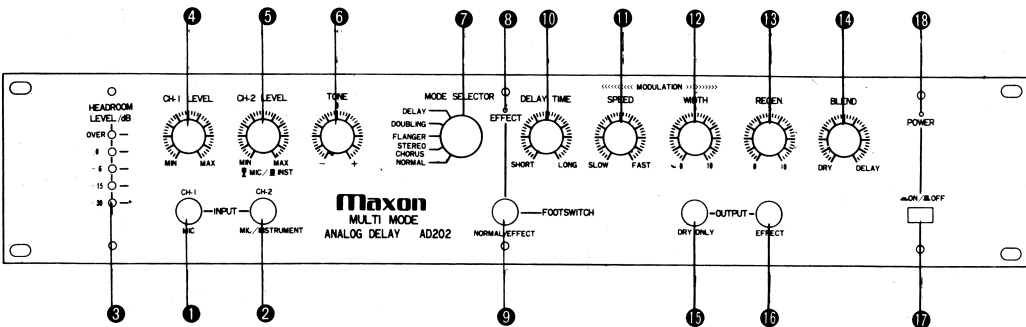 4 5 6 7 8 10 11 12 13 14 18
HEADROOM
LEVEL/dB
OVER
0
-6
-15
-30
CH-1 LEVEL
MIN MAX
CH-2 LEVEL
MIN MAX
MIC/ INST
TONE
- +
MODE SELECTOR
DELAY
DOUBLING
FLANGER
STEREO
CHORUS
NORMAL
EFFECT
DELAY TIME
SHORT LONG
<<<<<<< MODULATION >>>>>>>
SPEED
SLOW FAST
WIDTH
0 10
REGEN.
0 10
BLEND
DRY DELAY
POWER
ON/ OFF
CH-1
MIC
INPUT
CH-2
MIC/INSTRUMENT
Maxon
MULTI MODE
ANALOG DELAY AD202
FOOTSWITCH
NORMAL/EFFECT
OUTPUT
DRY ONLY
EFFECT
3 1 2 9 15 16 17